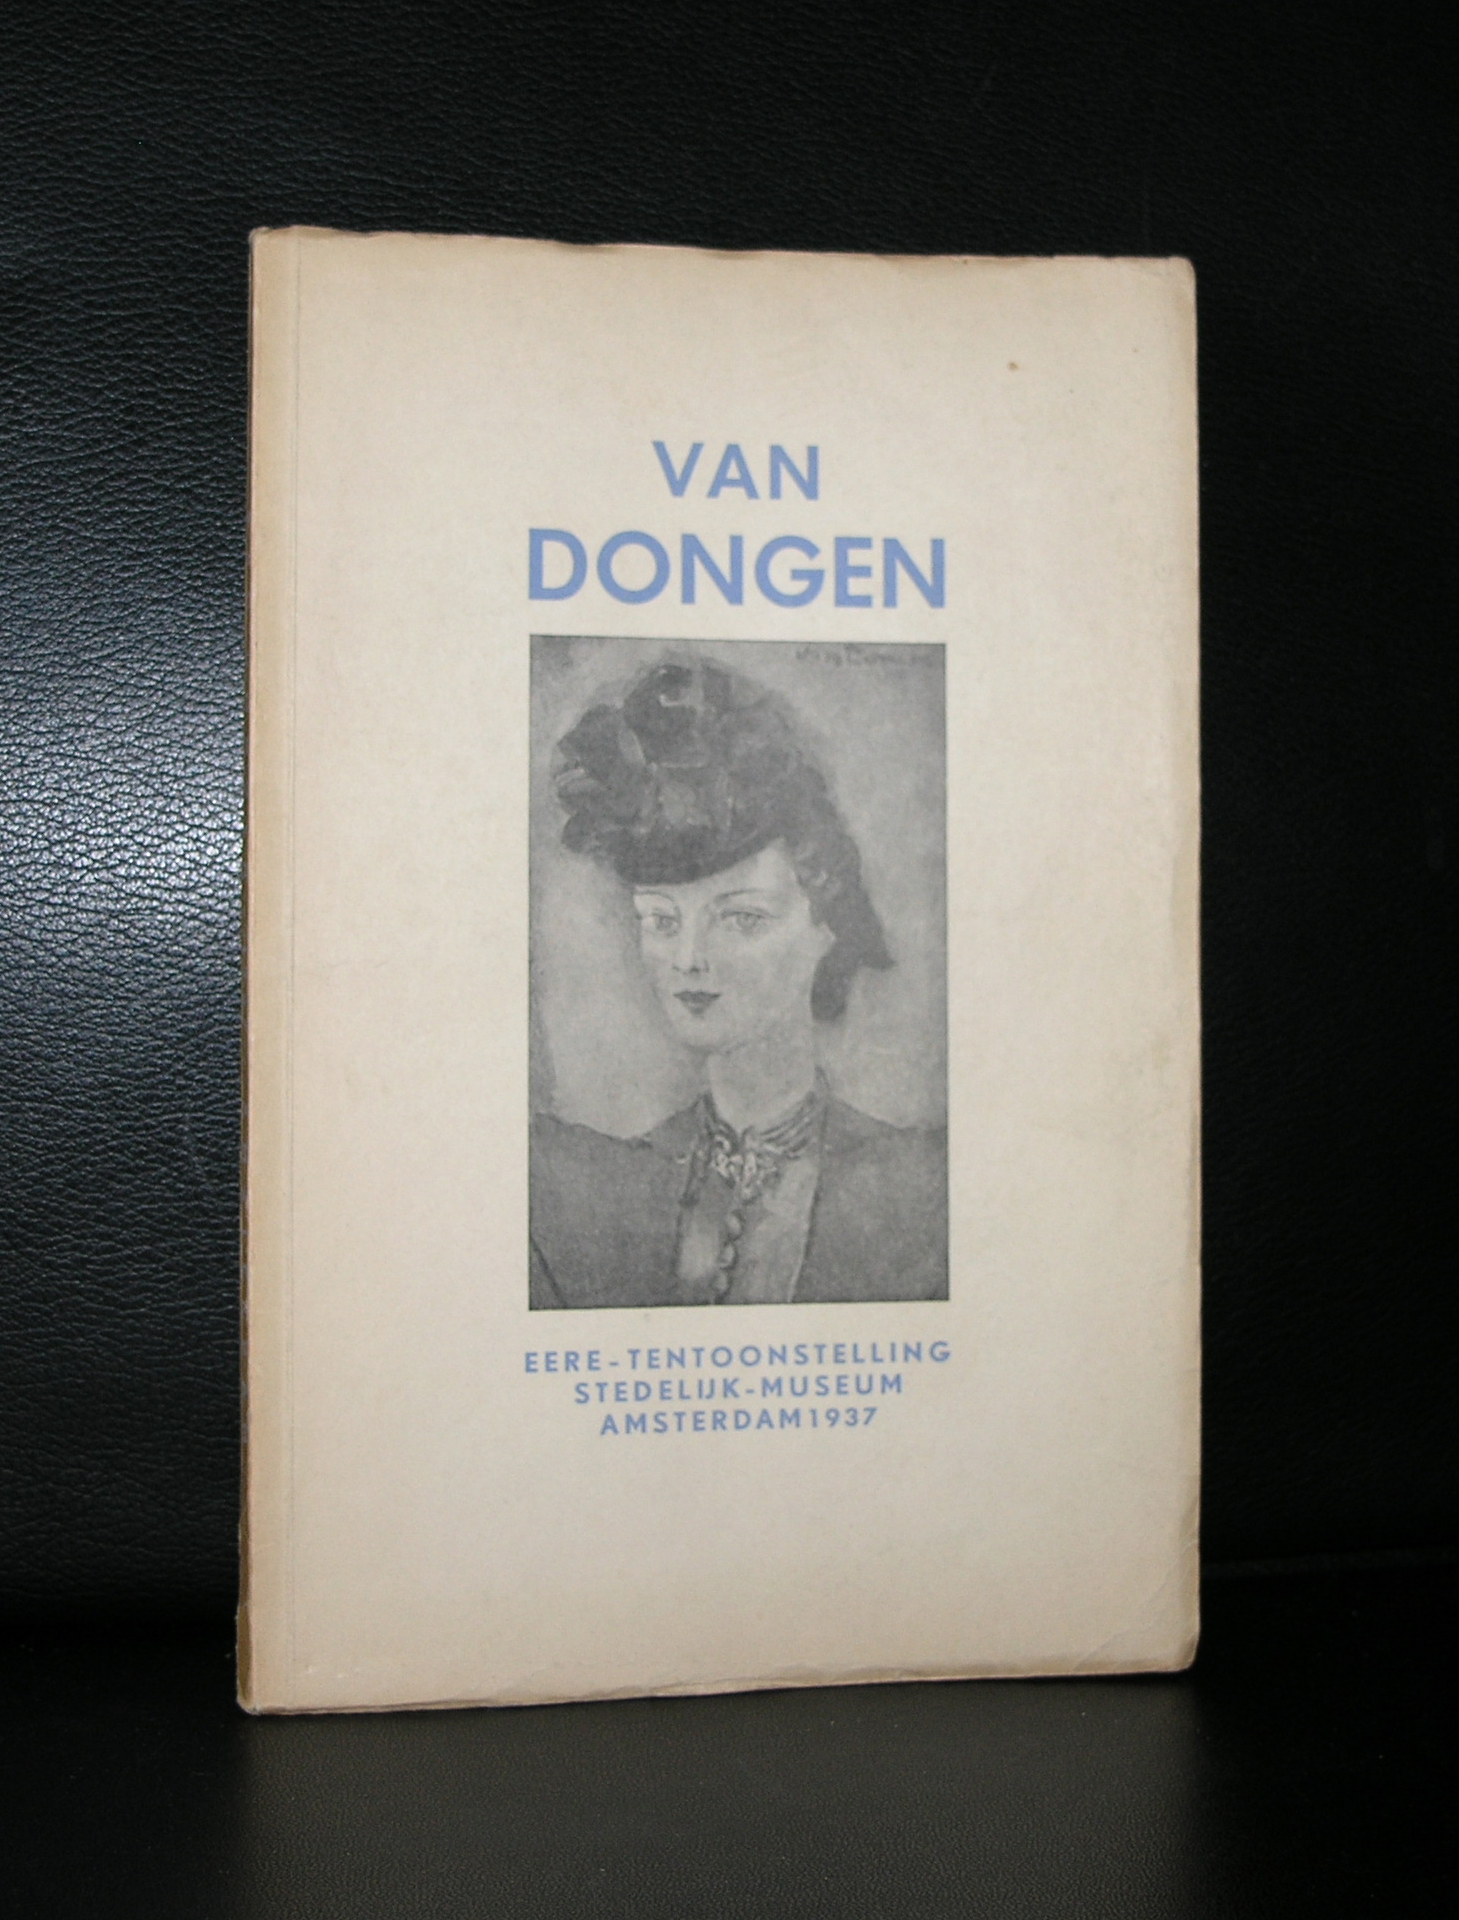 VAN
DONGEN
EERE-TENTOONSTELLING
STEDELIJK-MUSEUM
AMSTERDAM 1937